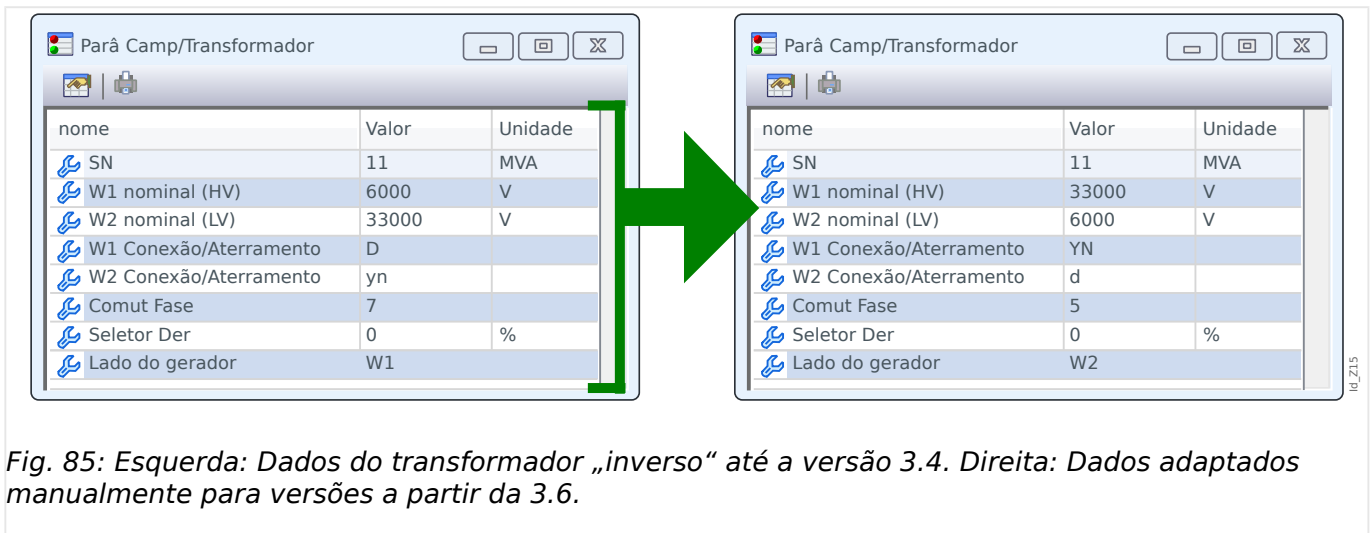 Parâ Camp/Transformador
nome Valor Unidade
SN 11 MVA
W1 nominal (HV) 6000 V
W2 nominal (LV) 33000 V
W1 Conexão/Aterramento D
W2 Conexão/Aterramento yn
Comut Fase 7
Seletor Der 0 %
Lado do gerador W1
Parâ Camp/Transformador
nome Valor Unidade
SN 11 MVA
W1 nominal (HV) 33000 V
W2 nominal (LV) 6000 V
W1 Conexão/Aterramento YN
W2 Conexão/Aterramento d
Comut Fase 5
Seletor Der 0 %
Lado do gerador W2
Id_Z15
Fig. 85: Esquerda: Dados do transformador „inverso“ até a versão 3.4. Direita: Dados adaptados
manualmente para versões a partir da 3.6.